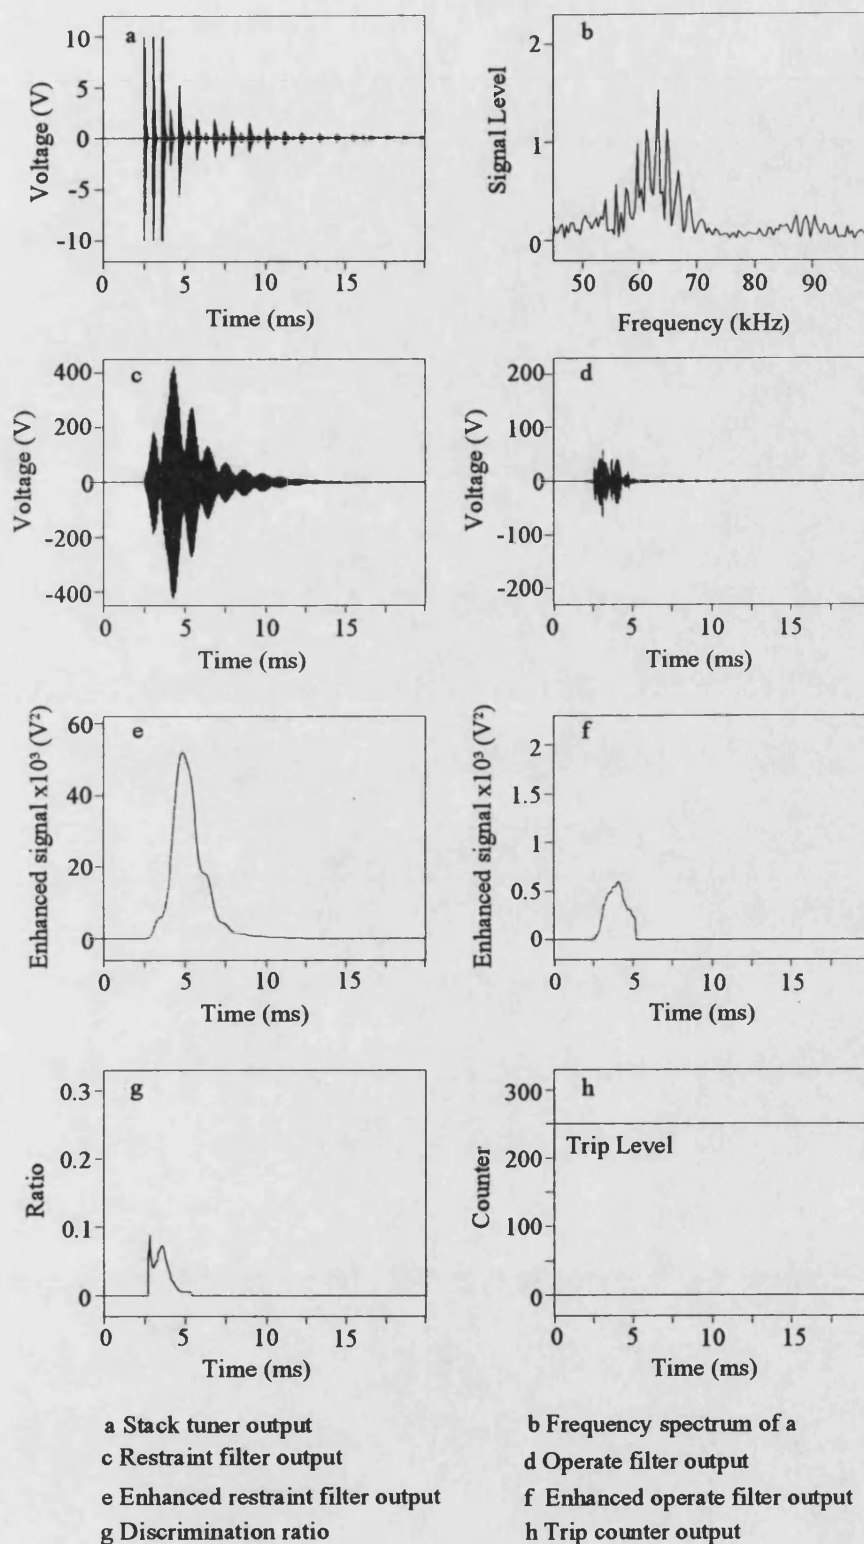 a
10
5
0
-5
-10
Voltage (V)
0 5 10 15
Time (ms)
b
2
1
0
Signal Level
50 60 70 80 90
Frequency (kHz)
c
400
200
0
-200
-400
Voltage (V)
0 5 10 15
Time (ms)
d
200
100
0
-100
-200
Voltage (V)
0 5 10 15
Time (ms)
e
60
40
20
0
Enhanced signal x10³ (V²)
0 5 10 15
Time (ms)
f
2
1.5
1
0.5
0
Enhanced signal x10³ (V²)
0 5 10 15
Time (ms)
g
0.3
0.2
0.1
0
Ratio
0 5 10 15
Time (ms)
h
300
200
100
0
Trip Level
Counter
0 5 10 15
Time (ms)
a Stack tuner output
b Frequency spectrum of a
c Restraint filter output
d Operate filter output
e Enhanced restraint filter output
f Enhanced operate filter output
g Discrimination ratio
h Trip counter output